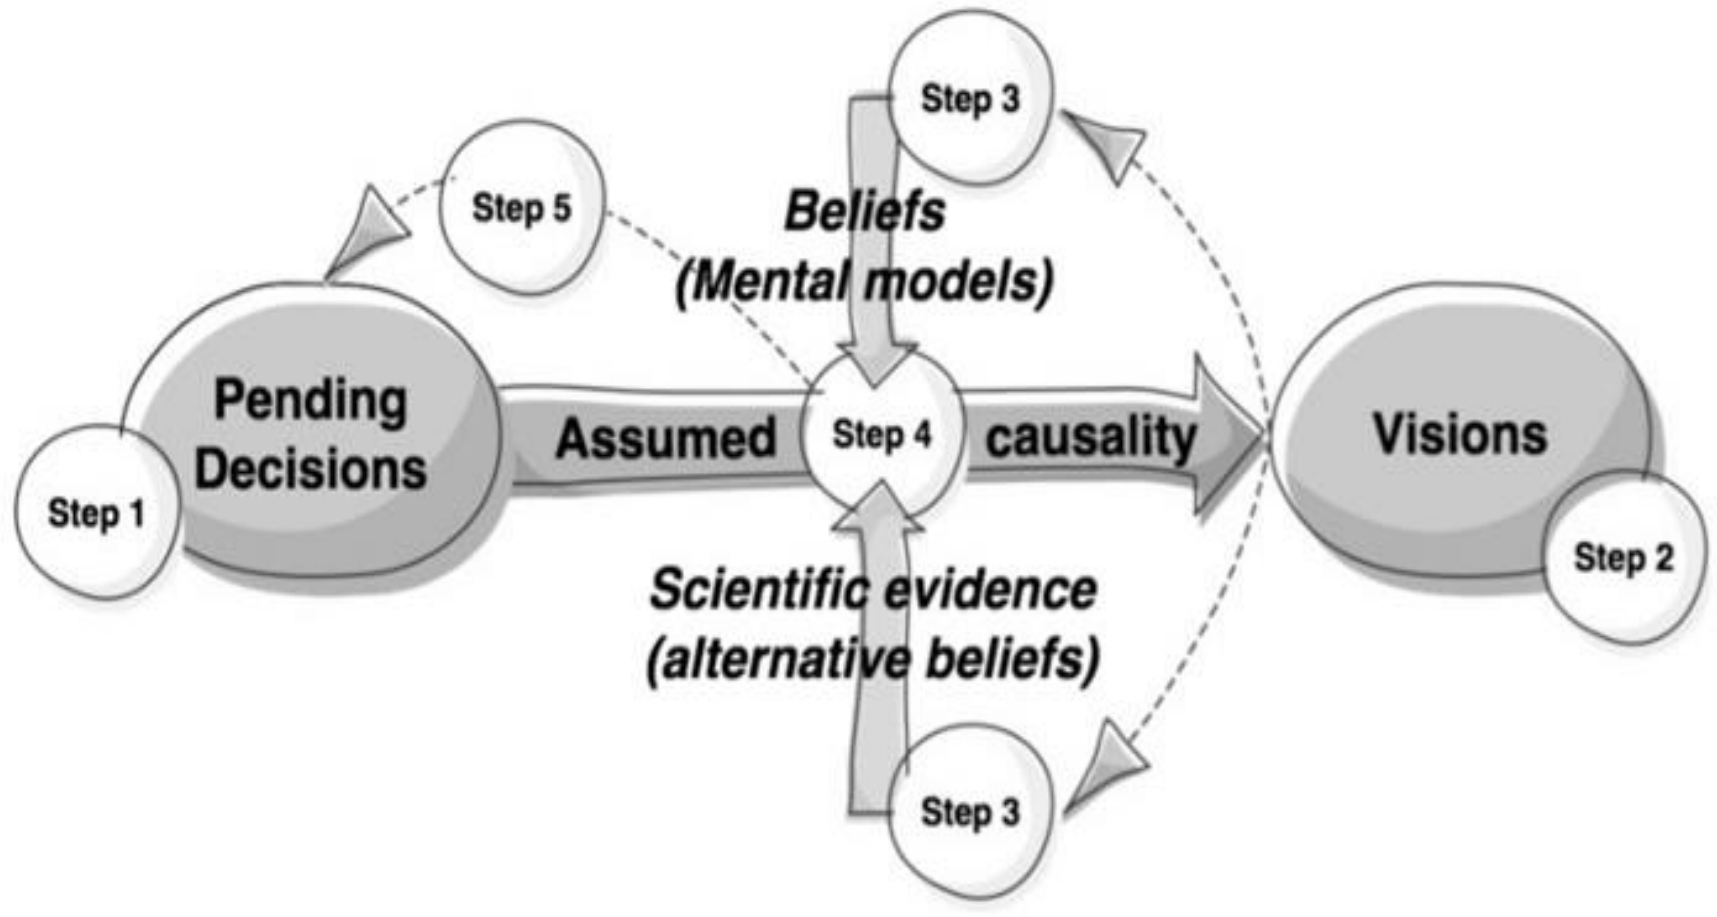 Step 3
Step 5
Beliefs
(Mental models)
Pending
Decisions
Step 1
Assumed
Step 4
causality
Visions
Step 2
Scientific evidence
(alternative beliefs)
Step 3